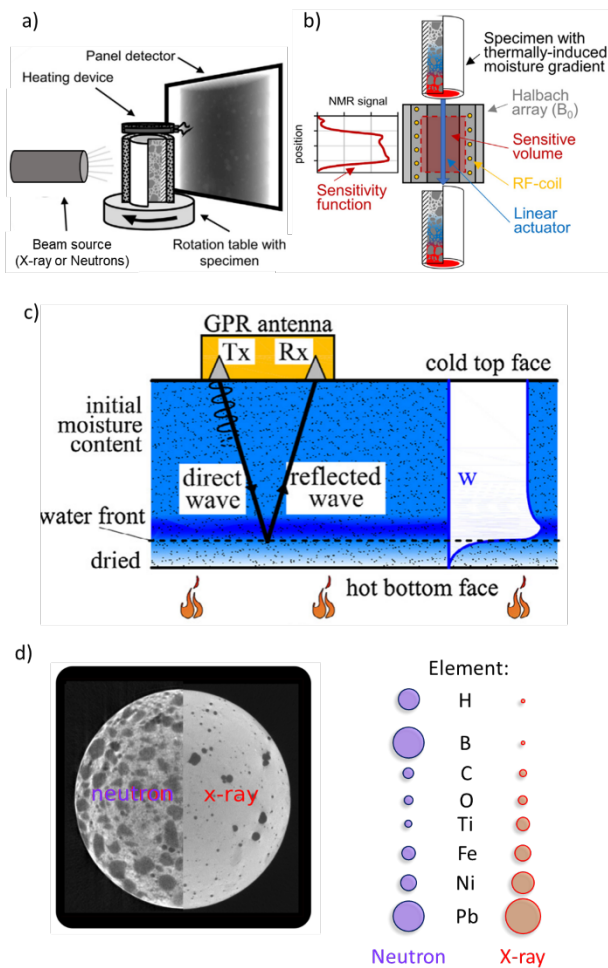 a)
Panel detector
Heating device
Beam source
(X-ray or Neutrons)
Rotation table with
specimen
b)
Specimen with
thermally-induced
moisture gradient
Halbach
array (B0)
Sensitive
volume
RF-coil
Linear
actuator
NMR signal
position
Sensitivity
function
c)
GPR antenna
Tx Rx
cold top face
initial
moisture
content
direct
wave
reflected
wave
w
water front
dried
hot bottom face
d)
neutron x-ray
Element:
H
B
C
O
Ti
Fe
Ni
Pb
Neutron X-ray